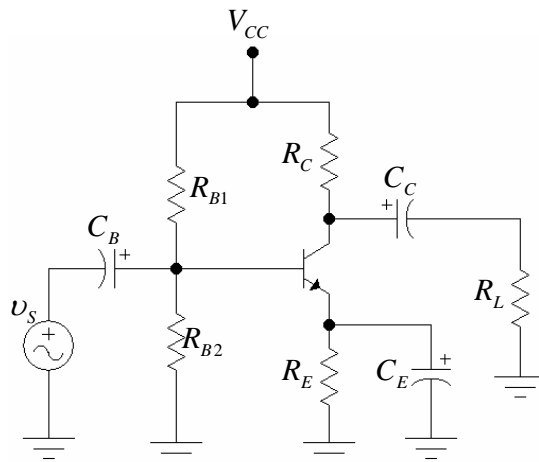 V_CC
R_C
C_C
R_B1
C_B
+
+
υ_S
+
R_L
R_B2
R_E
C_E
+